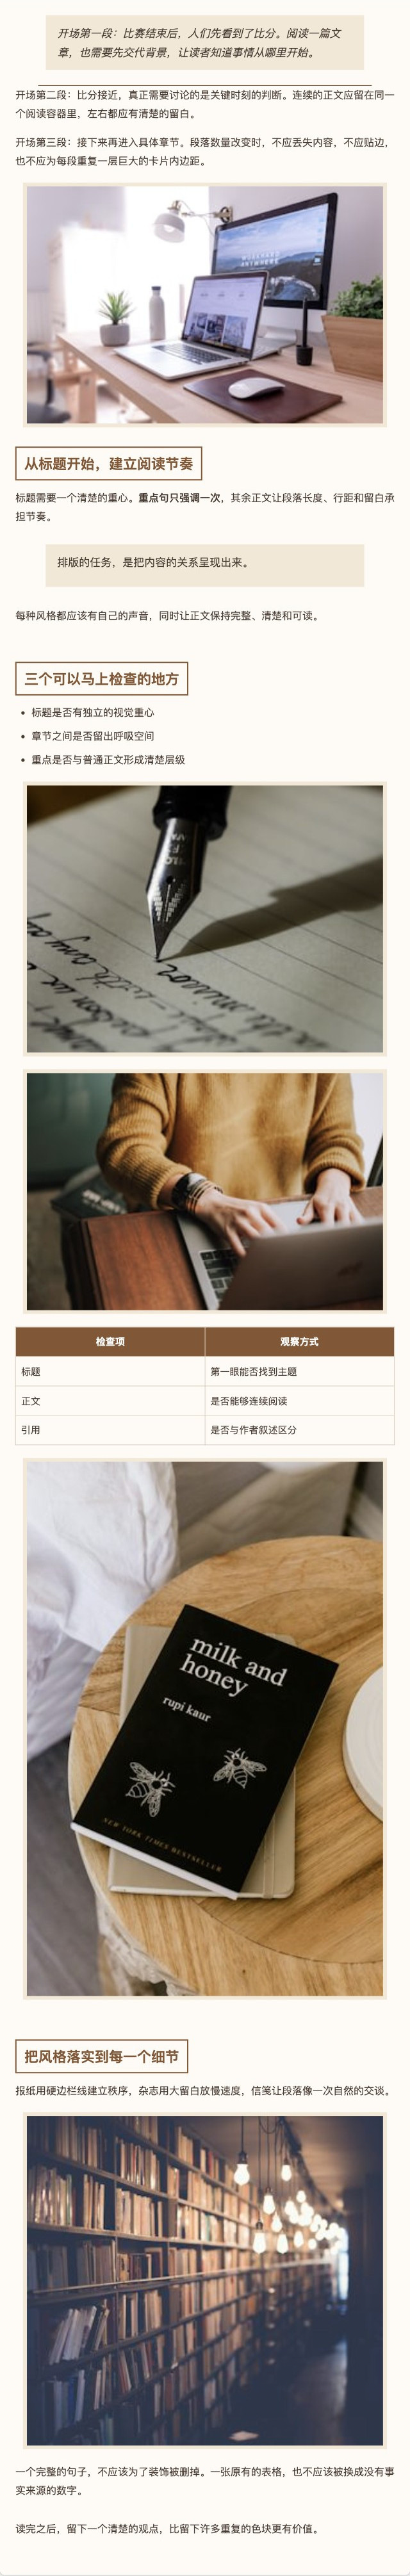 开场第一段：比赛结束后，人们先看到了比分。阅读一篇文
章，也需要先交代背景，让读者知道事情从哪里开始。
开场第二段：比分接近，真正需要讨论的是关键时刻的判断。连续的正文应留在同一
个阅读容器里，左右都应有清楚的留白。
开场第三段：接下来再进入具体章节。段落数量改变时，不应丢失内容，不应贴边，
也不应为每段重复一层巨大的卡片内边距。
从标题开始，建立阅读节奏
标题需要一个清楚的重心。重点句只强调一次，其余正文让段落长度、行距和留白承
担节奏。
排版的任务，是把内容的关系呈现出来。
每种风格都应该有自己的声音，同时让正文保持完整、清楚和可读。
三个可以马上检查的地方
• 标题是否有独立的视觉重心
• 章节之间是否留出呼吸空间
• 重点是否与普通正文形成清楚层级
检查项 观察方式
标题 第一眼能否找到主题
正文 是否能够连续阅读
引用 是否与作者叙述区分
milk and
honey
rupi kaur
NEW YORK TIMES BESTSELLER
把风格落实到每一个细节
报纸用硬边栏线建立秩序，杂志用大留白放慢速度，信笺让段落像一次自然的交谈。
一个完整的句子，不应该为了装饰被删掉。一张原有的表格，也不应该被换成没有事
实来源的数字。
读完之后，留下一个清楚的观点，比留下许多重复的色块更有价值。